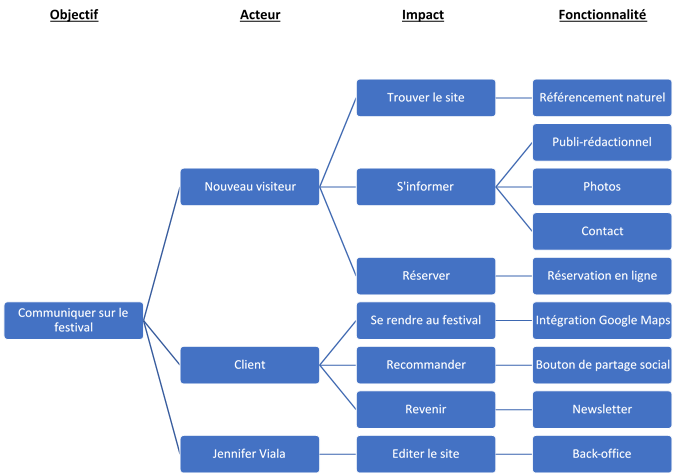 Objectif
Acteur
Impact
Fonctionnalité
Trouver le site
Référencement naturel
Publi-rédactionnel
Nouveau visiteur
S'informer
Photos
Contact
Réserver
Réservation en ligne
Communiquer sur le
festival
Se rendre au festival
Intégration Google Maps
Client
Recommander
Bouton de partage social
Revenir
Newsletter
Jennifer Viala
Editer le site
Back-office